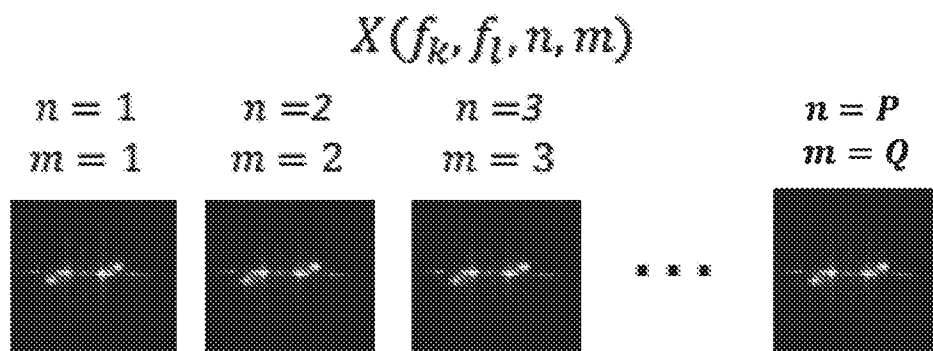 X(f_k, f_l, n, m)
n = 1 n =2 n =3 n = P
m = 1 m = 2 m = 3 m = Q
...